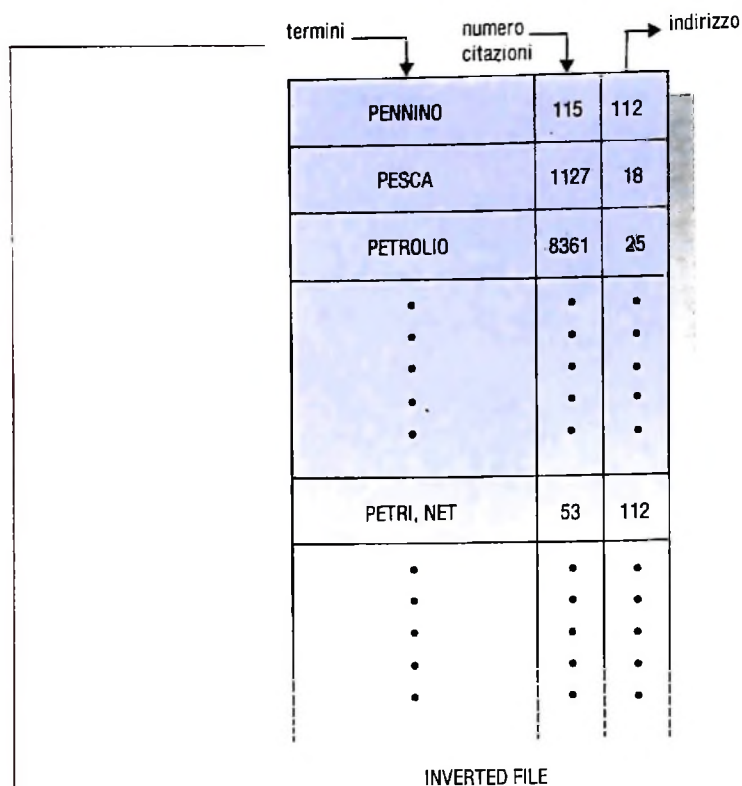 termini
numero
citazioni
indirizzo
PENNINO 115 112
PESCA 1127 18
PETROLIO 8361 25
PETRI, NET 53 112
INVERTED FILE